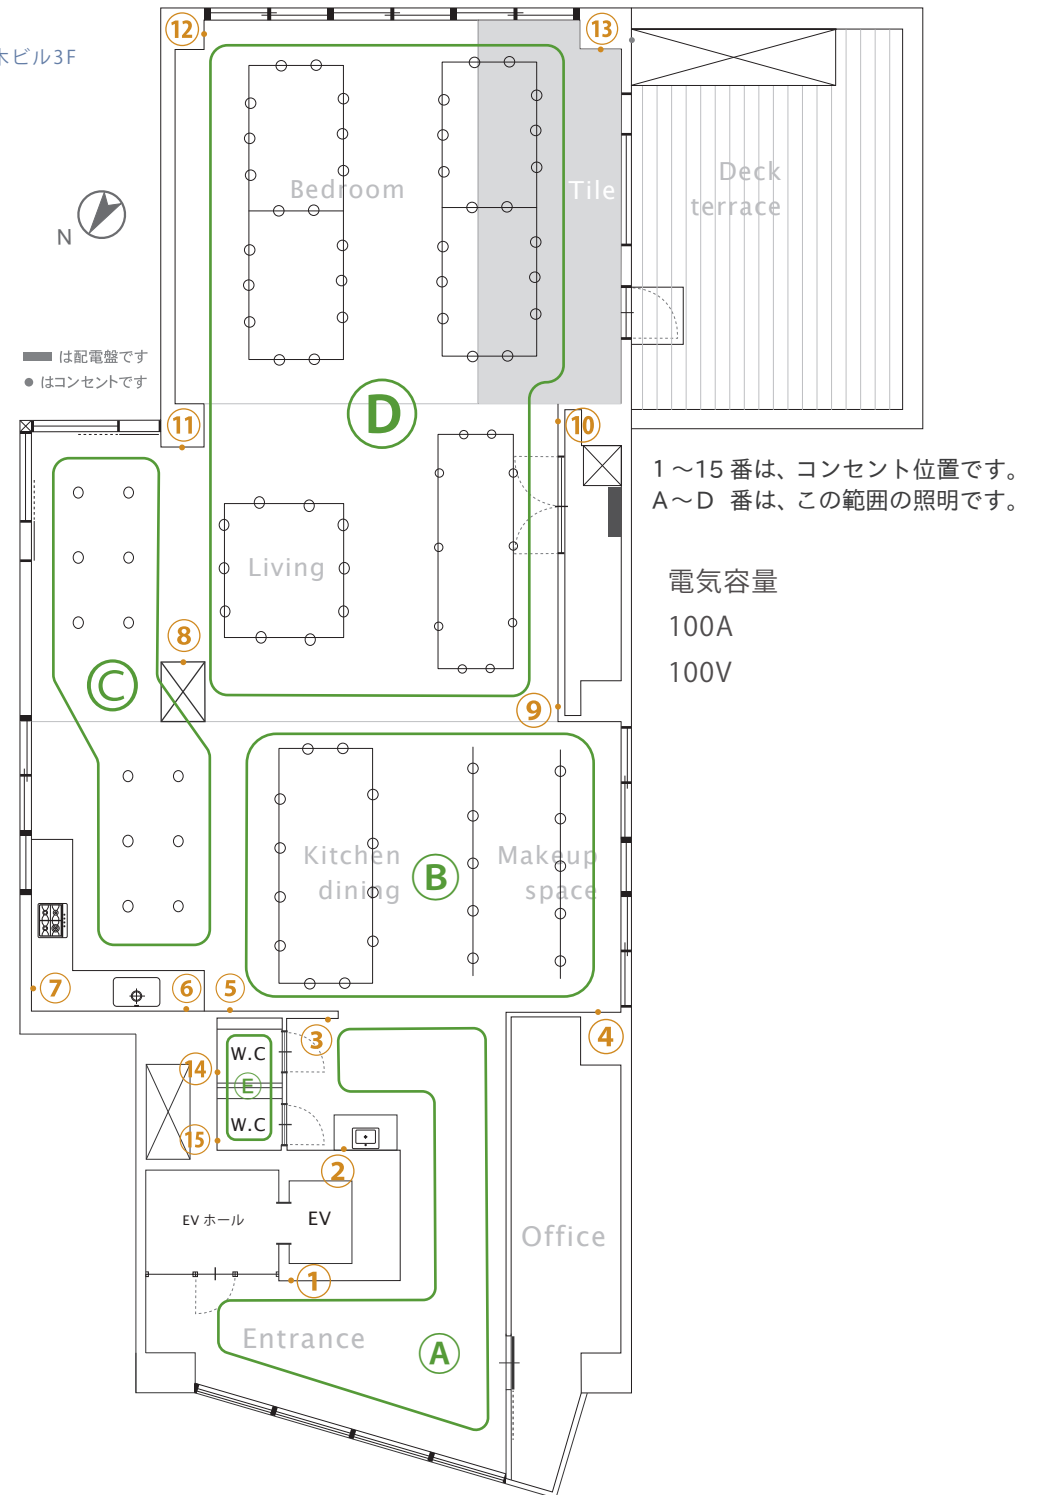 ⑫
⑬
木ビル3F
Bedroom
Tile
Deck
terrace
N
は配電盤です
はコンセントです
D
⑪
⑩
1～15 番は、コンセント位置です。
A～D 番は、この範囲の照明です。
Living
電気容量
100A
100V
⑧
C
⑨
Kitchen
dining
B
Makeup
space
⑦
⑥
⑤
③
④
W.C
⑭
E
W.C
⑮
②
EV ホール
EV
Office
①
Entrance
A